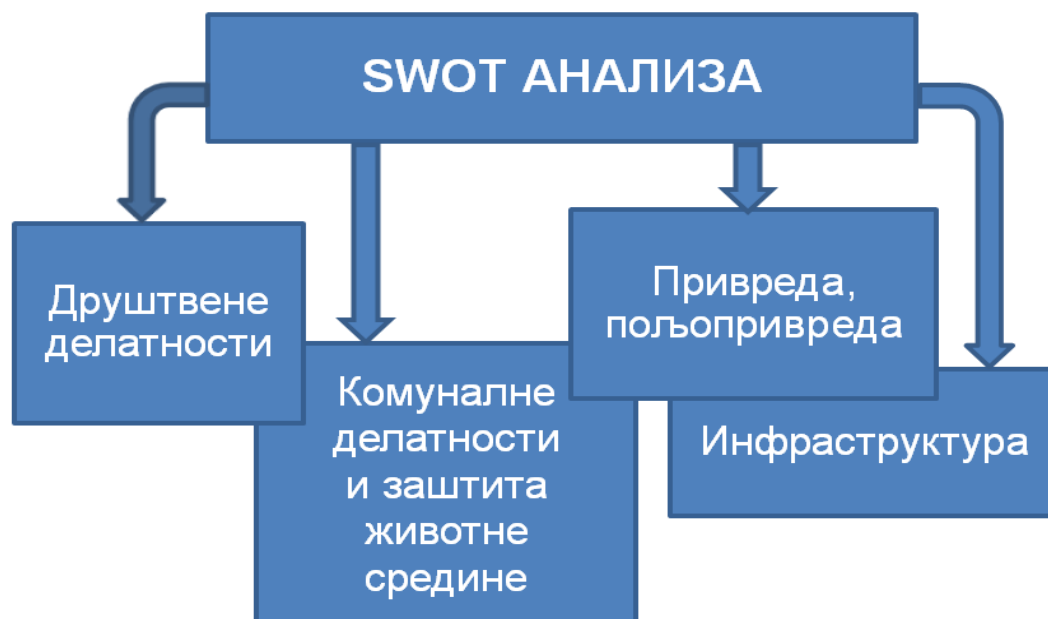 SWOT АНАЛИЗА
Друштвене
делатности
Комуналне
делатности
и заштита
животне
средине
Привреда,
пољопривреда
Инфраструктура